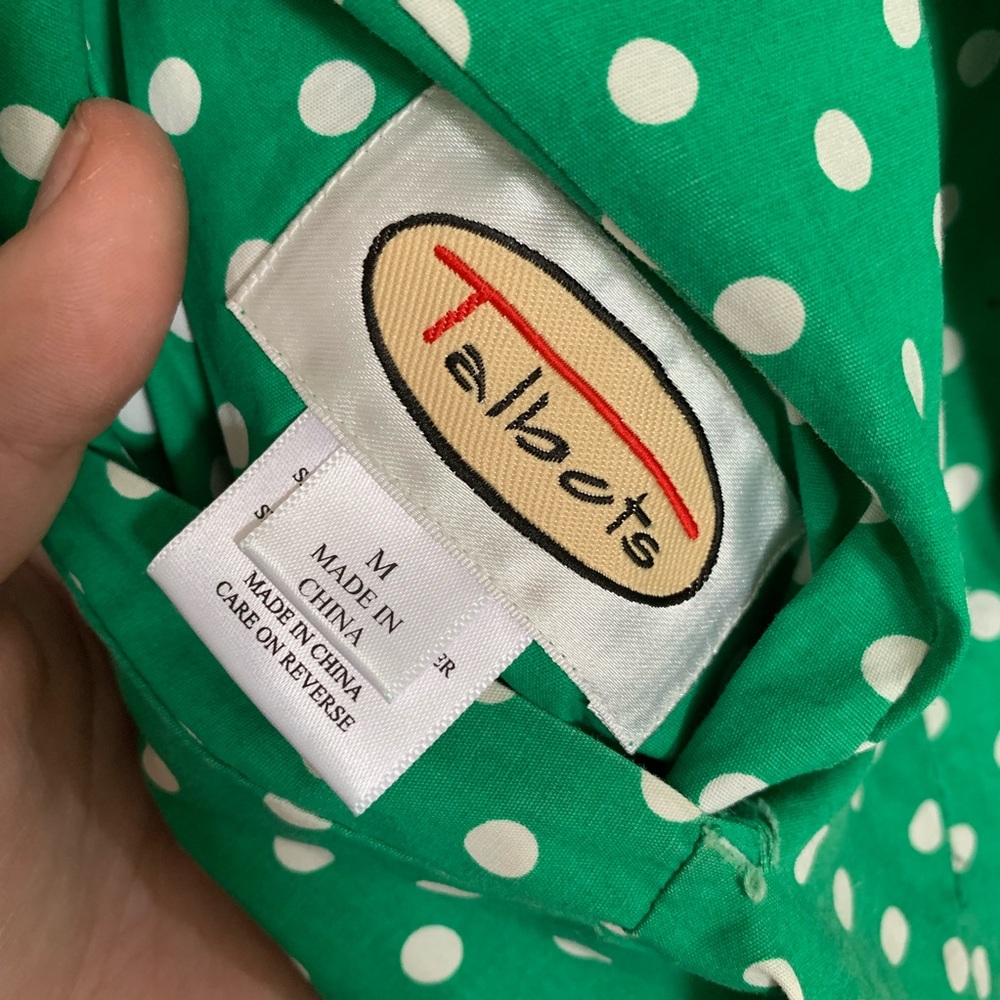 Talbots
M
MADE IN
CHINA
MADE IN CHINA
CARE ON REVERSE